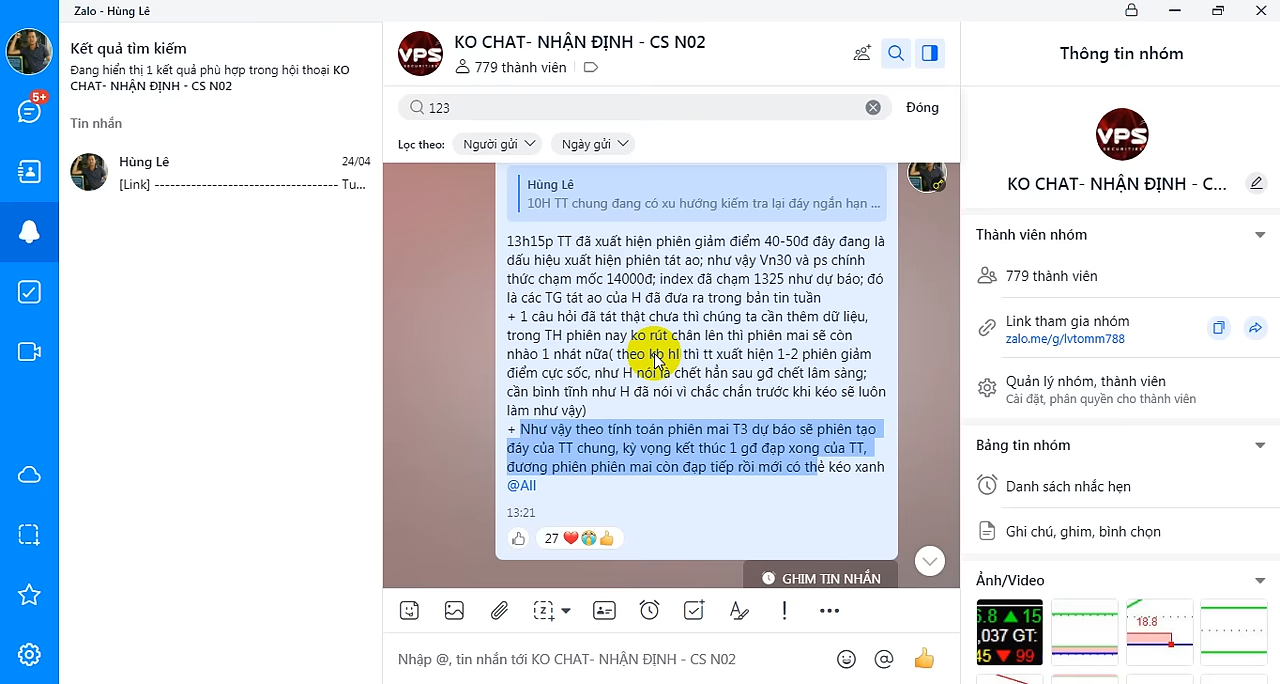 Zalo - Hùng Lê
Kết quả tìm kiếm
Đang hiển thị 1 kết quả phù hợp trong hội thoại KO
CHAT- NHẬN ĐỊNH - CS N02
Tin nhắn
Hùng Lê
24/04
[Link] ---------------------------------- Tu...
5+
VPS
SECURITIES
KO CHAT- NHẬN ĐỊNH - CS N02
779 thành viên
123
Đóng
Lọc theo:
Người gửi
Ngày gửi
Hùng Lê
10H TT chung đang có xu hướng kiểm tra lại đáy ngắn hạn ...
13h15p TT đã xuất hiện phiên giảm điểm 40-50đ đây đang là
dấu hiệu xuất hiện phiên tát ao; như vậy Vn30 và ps chính
thức chạm mốc 14000đ; index đã chạm 1325 như dự báo; đó
là các TG tát ao của H đã đưa ra trong bản tin tuần
+ 1 câu hỏi đã tát thật chưa thì chúng ta cần thêm dữ liệu,
trong TH phiên nay ko rút chân lên thì phiên mai sẽ còn
nhào 1 nhát nữa( theo kb hl thì tt xuất hiện 1-2 phiên giảm
điểm cực sốc, như H nói là chết hẳn sau gđ chết lâm sàng;
cần bình tĩnh như H đã nói vì chắc chắn trước khi kéo sẽ luôn
làm như vậy)
+ Như vậy theo tính toán phiên mai T3 dự báo sẽ phiên tạo
đáy của TT chung, kỳ vọng kết thúc 1 gđ đạp xong của TT,
đương phiên phiên mai còn đạp tiếp rồi mới có thể kéo xanh
@All
13:21
27
GHIM TIN NHẮN
Nhập @, tin nhắn tới KO CHAT- NHẬN ĐỊNH - CS N02
Thông tin nhóm
VPS
SECURITIES
KO CHAT- NHẬN ĐỊNH - C...
Thành viên nhóm
779 thành viên
Link tham gia nhóm
zalo.me/g/lvtomm788
Quản lý nhóm, thành viên
Cài đặt, phân quyền cho thành viên
Bảng tin nhóm
Danh sách nhắc hẹn
Ghi chú, ghim, bình chọn
Ảnh/Video
6.8 ▲ 15
,037 GT:
45 ▼ 99
18.8